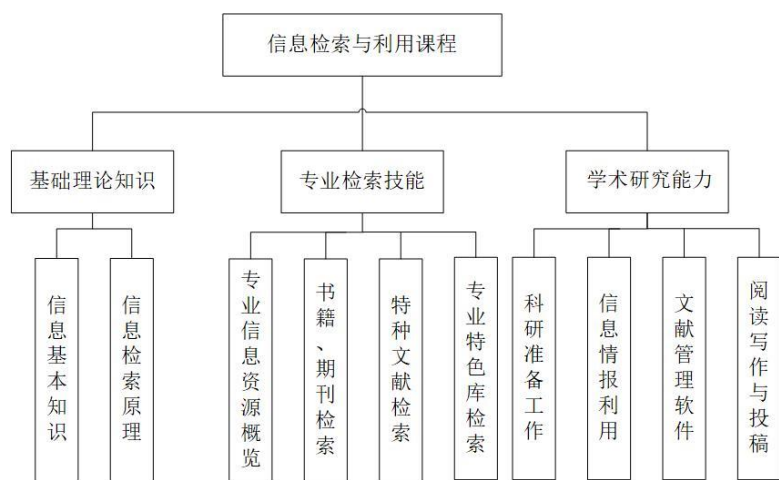 信息检索与利用课程
基础理论知识
专业检索技能
学术研究能力
信息基本知识
信息检索原理
专业信息资源概览
书籍、期刊检索
特种文献检索
专业特色库检索
科研准备工作
信息情报利用
文献管理软件
阅读写作与投稿